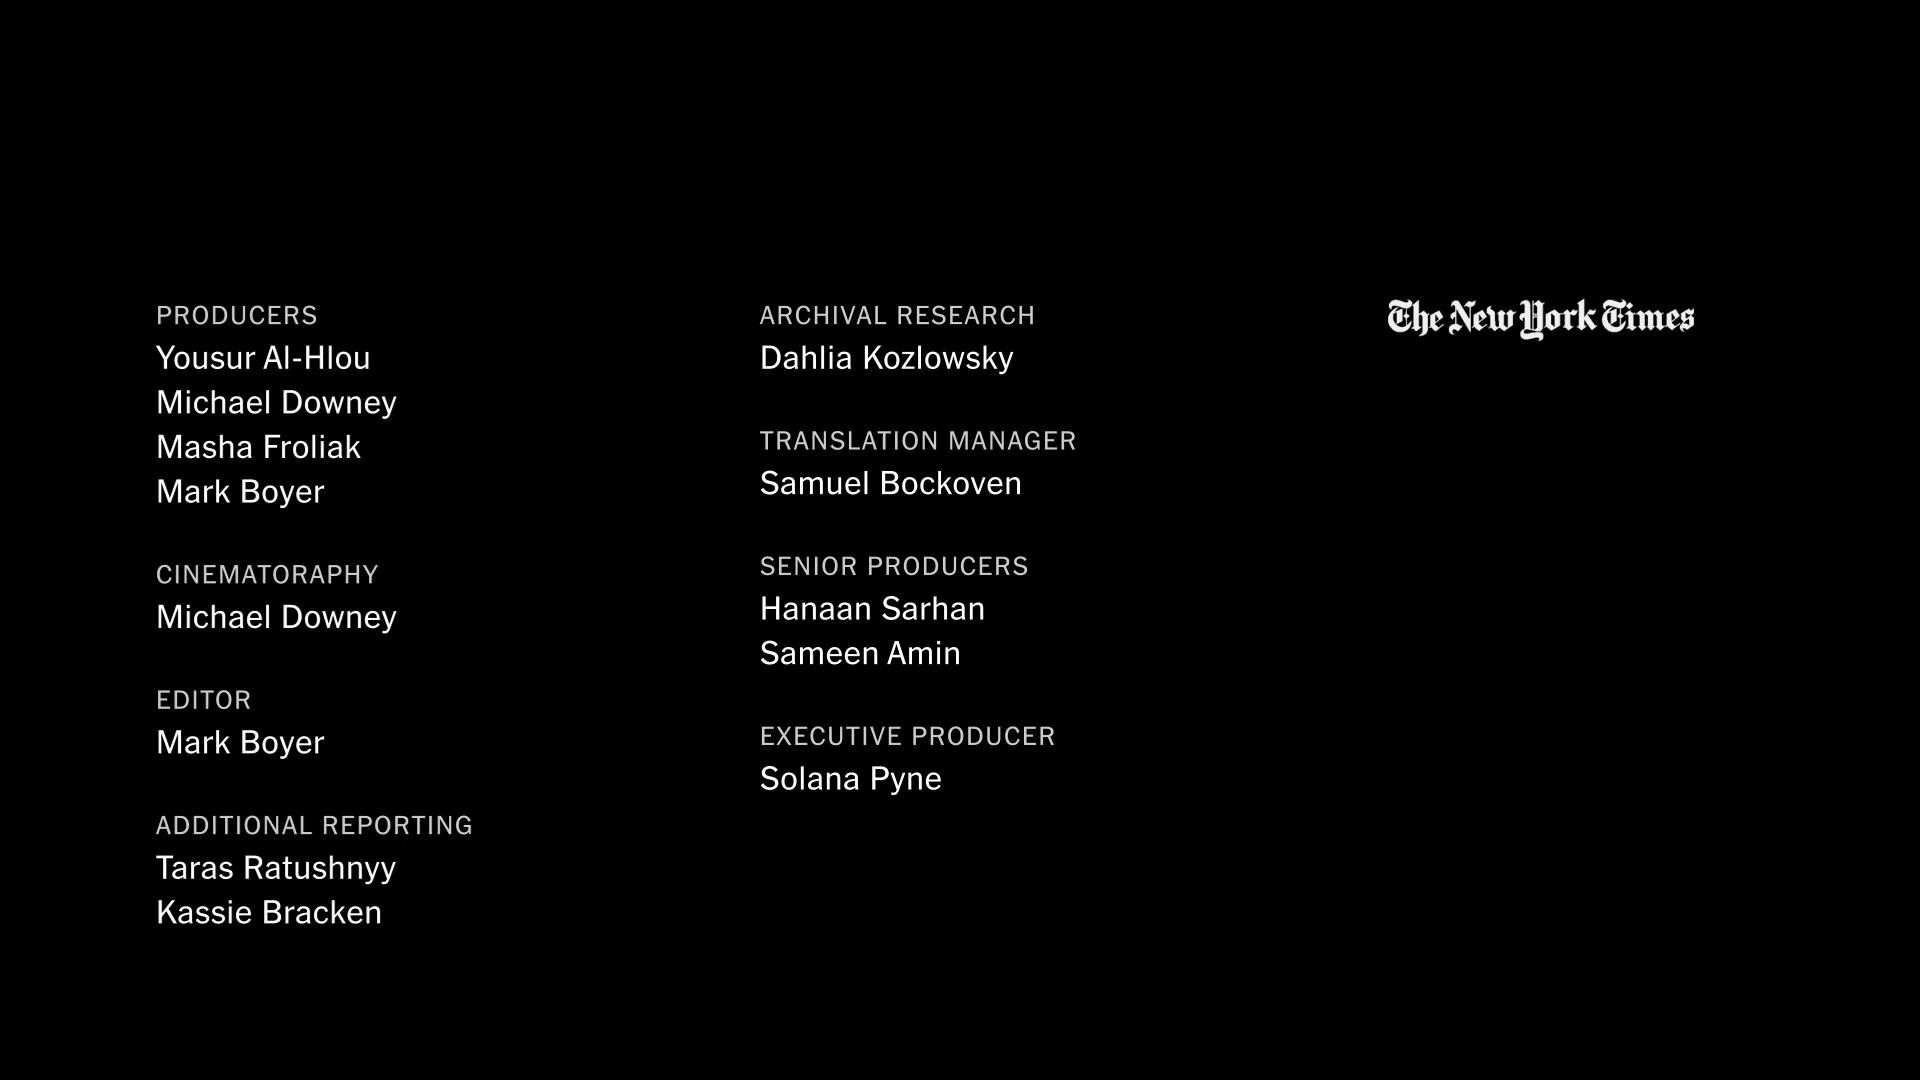 PRODUCERS
Yousur Al-Hlou
Michael Downey
Masha Froliak
Mark Boyer
CINEMATORAPHY
Michael Downey
EDITOR
Mark Boyer
ADDITIONAL REPORTING
Taras Ratushnyy
Kassie Bracken
ARCHIVAL RESEARCH
Dahlia Kozlowsky
TRANSLATION MANAGER
Samuel Bockoven
SENIOR PRODUCERS
Hanaan Sarhan
Sameen Amin
EXECUTIVE PRODUCER
Solana Pyne
The New York Times